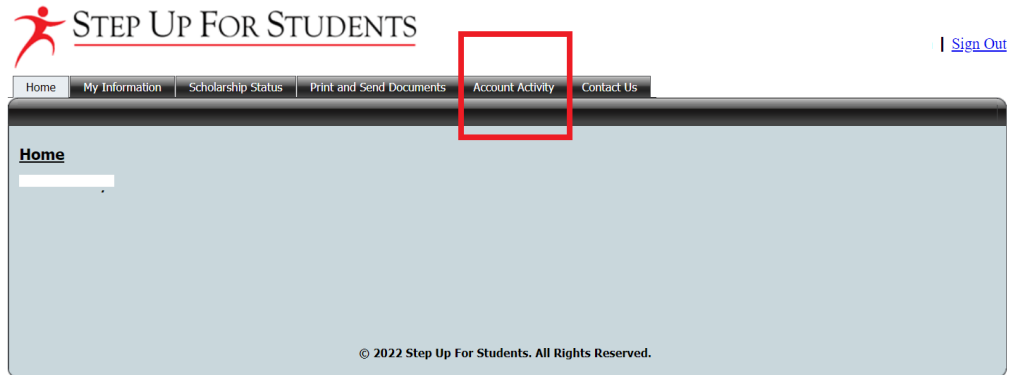 STEP UP FOR STUDENTS
Sign Out
Home My Information Scholarship Status Print and Send Documents Account Activity Contact Us
Home
© 2022 Step Up For Students. All Rights Reserved.